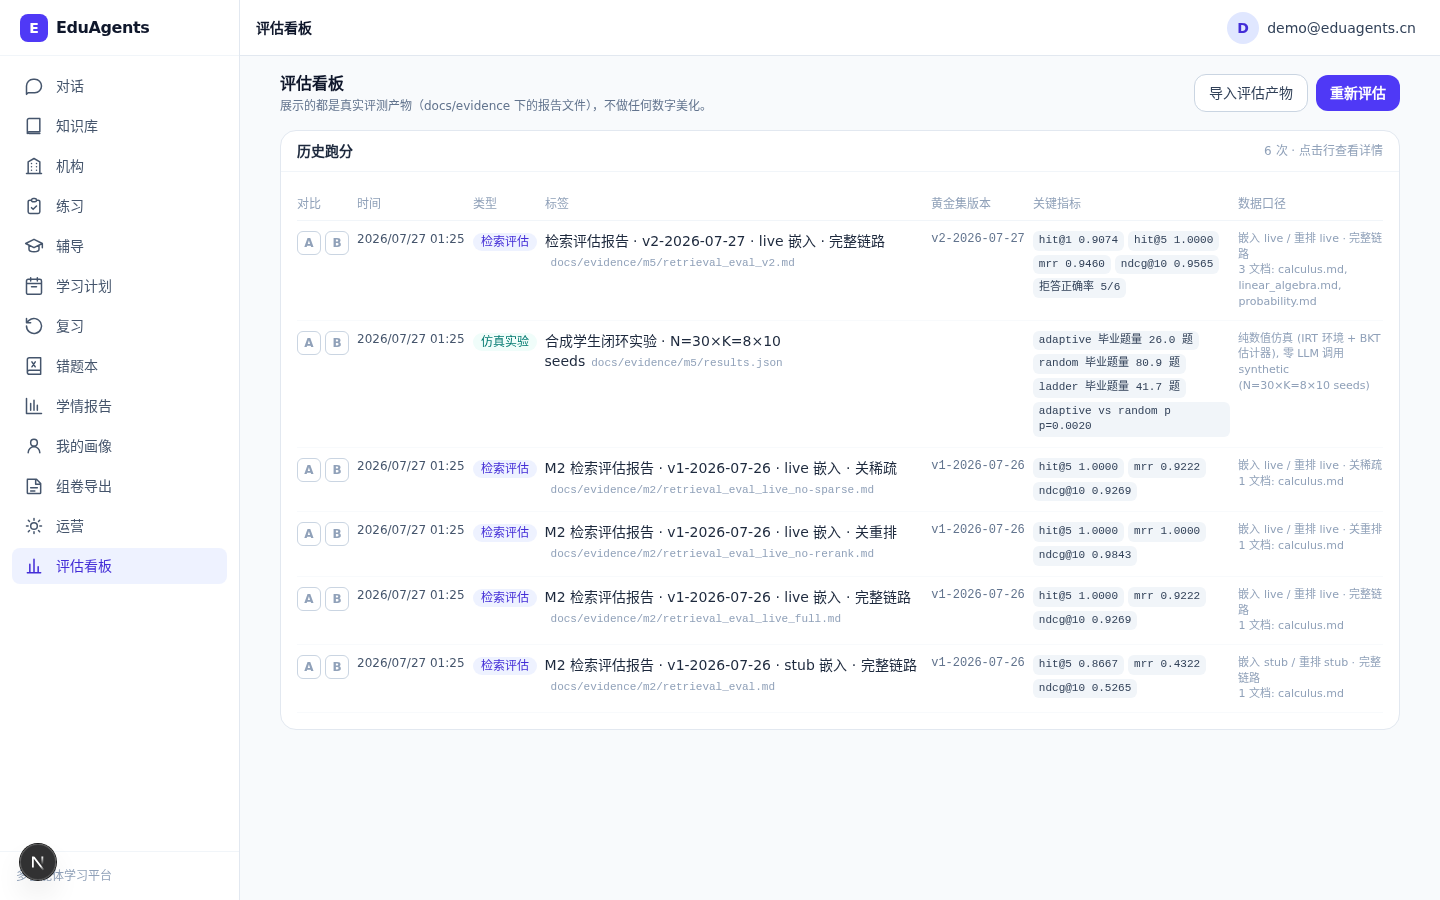 E EduAgents
评估看板
D demo@eduagents.cn
对话
知识库
机构
练习
辅导
学习计划
复习
错题本
学情报告
我的画像
组卷导出
运营
评估看板
N
体学习平台
评估看板
展示的都是真实评测产物（docs/evidence 下的报告文件），不做任何数字美化。
导入评估产物
重新评估
历史跑分
6 次 · 点击行查看详情
对比 时间 类型 标签 黄金集版本 关键指标 数据口径
A B 2026/07/27 01:25 检索评估 检索评估报告 · v2-2026-07-27 · live 嵌入 · 完整链路
docs/evidence/m5/retrieval_eval_v2.md
v2-2026-07-27
hit@1 0.9074 hit@5 1.0000
mrr 0.9460 ndcg@10 0.9565
拒答正确率 5/6
嵌入 live / 重排 live · 完整链
路
3 文档: calculus.md,
linear_algebra.md,
probability.md
A B 2026/07/27 01:25 仿真实验 合成学生闭环实验 · N=30×K=8×10
seeds docs/evidence/m5/results.json
adaptive 毕业题量 26.0 题
random 毕业题量 80.9 题
ladder 毕业题量 41.7 题
adaptive vs random p
p=0.0020
纯数值仿真 (IRT 环境 + BKT
估计器), 零 LLM 调用
synthetic
(N=30×K=8×10 seeds)
A B 2026/07/27 01:25 检索评估 M2 检索评估报告 · v1-2026-07-26 · live 嵌入 · 关稀疏
docs/evidence/m2/retrieval_eval_live_no-sparse.md
v1-2026-07-26
hit@5 1.0000 mrr 0.9222
ndcg@10 0.9269
嵌入 live / 重排 live · 关稀疏
1 文档: calculus.md
A B 2026/07/27 01:25 检索评估 M2 检索评估报告 · v1-2026-07-26 · live 嵌入 · 关重排
docs/evidence/m2/retrieval_eval_live_no-rerank.md
v1-2026-07-26
hit@5 1.0000 mrr 1.0000
ndcg@10 0.9843
嵌入 live / 重排 live · 关重排
1 文档: calculus.md
A B 2026/07/27 01:25 检索评估 M2 检索评估报告 · v1-2026-07-26 · live 嵌入 · 完整链路
docs/evidence/m2/retrieval_eval_live_full.md
v1-2026-07-26
hit@5 1.0000 mrr 0.9222
ndcg@10 0.9269
嵌入 live / 重排 live · 完整链
路
1 文档: calculus.md
A B 2026/07/27 01:25 检索评估 M2 检索评估报告 · v1-2026-07-26 · stub 嵌入 · 完整链路
docs/evidence/m2/retrieval_eval.md
v1-2026-07-26
hit@5 0.8667 mrr 0.4322
ndcg@10 0.5265
嵌入 stub / 重排 stub · 完整
链路
1 文档: calculus.md